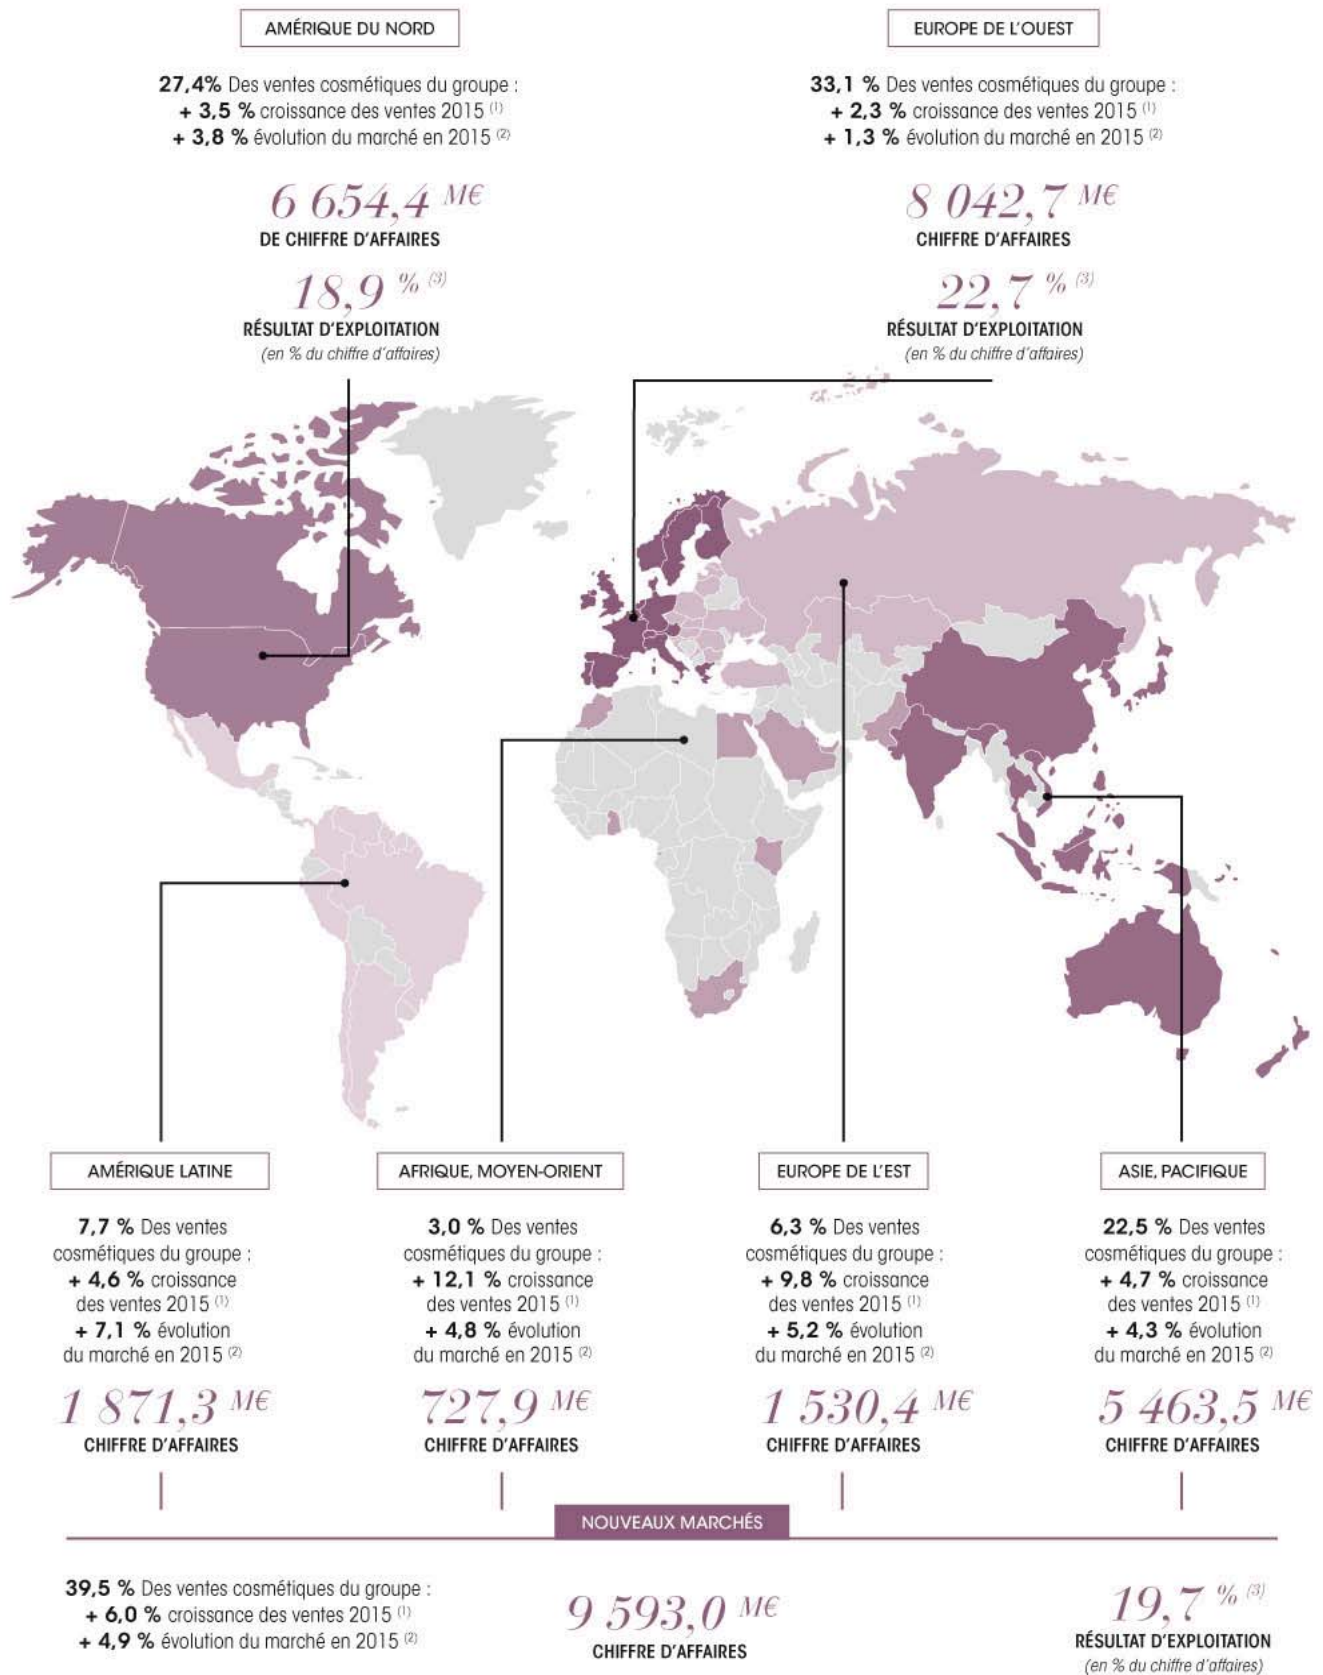 AMÉRIQUE DU NORD
27,4% Des ventes cosmétiques du groupe :
+ 3,5 % croissance des ventes 2015 (1)
+ 3,8 % évolution du marché en 2015 (2)
6 654,4 M€
DE CHIFFRE D'AFFAIRES
18,9 % (3)
RÉSULTAT D'EXPLOITATION
(en % du chiffre d'affaires)
EUROPE DE L'OUEST
33,1 % Des ventes cosmétiques du groupe :
+ 2,3 % croissance des ventes 2015 (1)
+ 1,3 % évolution du marché en 2015 (2)
8 042,7 M€
CHIFFRE D'AFFAIRES
22,7 % (3)
RÉSULTAT D'EXPLOITATION
(en % du chiffre d'affaires)
AMÉRIQUE LATINE
7,7 % Des ventes
cosmétiques du groupe :
+ 4,6 % croissance
des ventes 2015 (1)
+ 7,1 % évolution
du marché en 2015 (2)
1 871,3 M€
CHIFFRE D'AFFAIRES
AFRIQUE, MOYEN-ORIENT
3,0 % Des ventes
cosmétiques du groupe :
+ 12,1 % croissance
des ventes 2015 (1)
+ 4,8 % évolution
du marché en 2015 (2)
727,9 M€
CHIFFRE D'AFFAIRES
EUROPE DE L'EST
6,3 % Des ventes
cosmétiques du groupe :
+ 9,8 % croissance
des ventes 2015 (1)
+ 5,2 % évolution
du marché en 2015 (2)
1 530,4 M€
CHIFFRE D'AFFAIRES
ASIE, PACIFIQUE
22,5 % Des ventes
cosmétiques du groupe :
+ 4,7 % croissance
des ventes 2015 (1)
+ 4,3 % évolution
du marché en 2015 (2)
5 463,5 M€
CHIFFRE D'AFFAIRES
NOUVEAUX MARCHÉS
39,5 % Des ventes cosmétiques du groupe :
+ 6,0 % croissance des ventes 2015 (1)
+ 4,9 % évolution du marché en 2015 (2)
9 593,0 M€
CHIFFRE D'AFFAIRES
19,7 % (3)
RÉSULTAT D'EXPLOITATION
(en % du chiffre d'affaires)